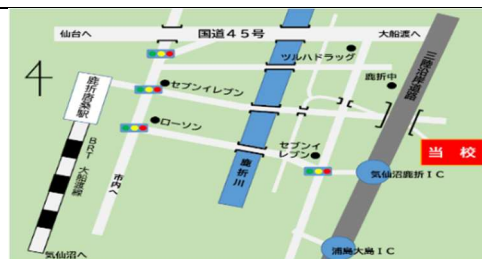 仙台へ
国道45号
大船渡へ
ツルハドラッグ
三陸沿岸道路
鹿折中
セブンイレブン
鹿折唐桑駅
ローソン
セブンイ
レブン
当 校
鹿折川
気仙沼鹿折IC
BRT 大船渡線
市内へ
浦島大島IC
気仙沼へ